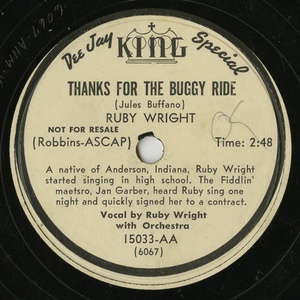 Dee Jay KING Special
THANKS FOR THE BUGGY RIDE
(Jules Buffano)
RUBY WRIGHT
NOT FOR RESALE
(Robbins-ASCAP) Time: 2:48
A native of Anderson, Indiana, Ruby Wright
started singing in high school. The Fiddlin'
maetsro, Jan Garber, heard Ruby sing one
night and quickly signed her to a contract.
Vocal by Ruby Wright
with Orchestra
15033-AA
(6067)